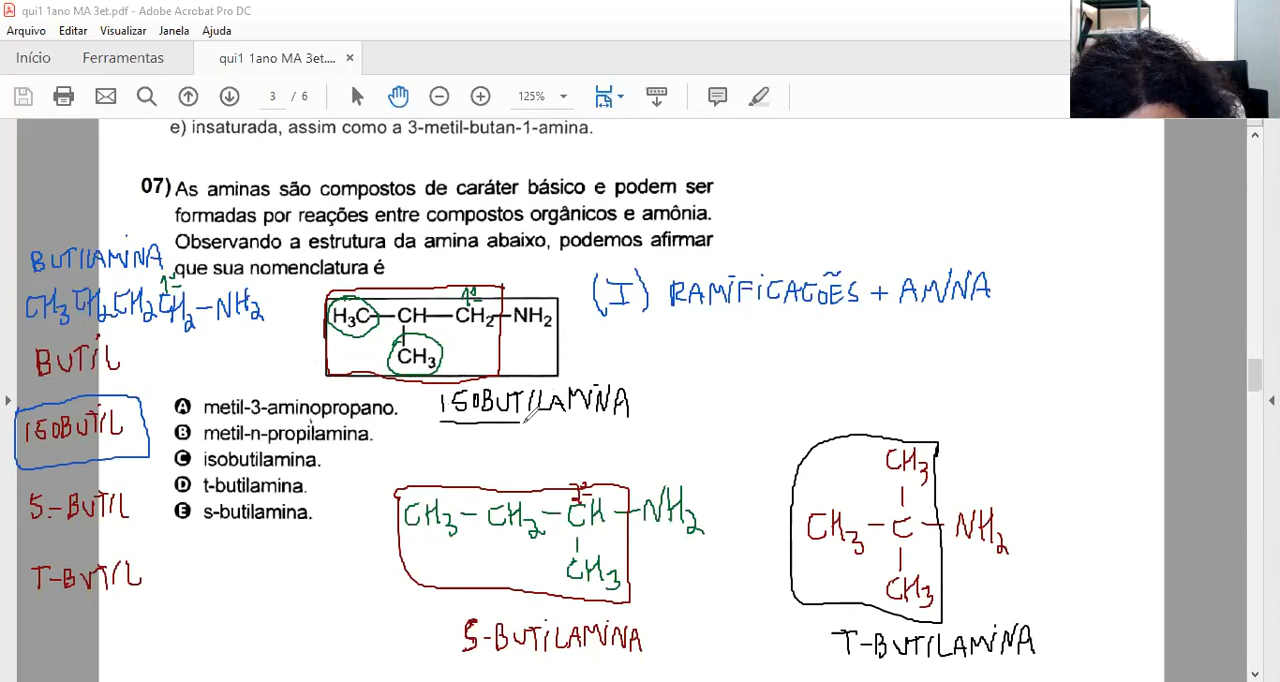 qui1 1ano MA 3et.pdf - Adobe Acrobat Pro DC
Arquivo Editar Visualizar Janela Ajuda
Início Ferramentas qui1 1ano MA 3et.... ×
3 / 6 125%
e) insaturada, assim como a 3-metil-butan-1-amina.
07) As aminas são compostos de caráter básico e podem ser
formadas por reações entre compostos orgânicos e amônia.
Observando a estrutura da amina abaixo, podemos afirmar
que sua nomenclatura é
BUTILAMINA
1º
CH3CH2CH2CH2-NH2
BUTIL
ISOBUTIL
S-BUTIL
T-BUTIL
(I) RAMIFICAÇÕES + AMINA
1º
H3C—CH—CH2—NH2
CH3
ISOBUTILAMINA
A metil-3-aminopropano.
B metil-n-propilamina.
C isobutilamina.
D t-butilamina.
E s-butilamina.
2º
CH3-CH2-CH-NH2
CH3
S-BUTILAMINA
CH3
CH3-C-NH2
CH3
T-BUTILAMINA